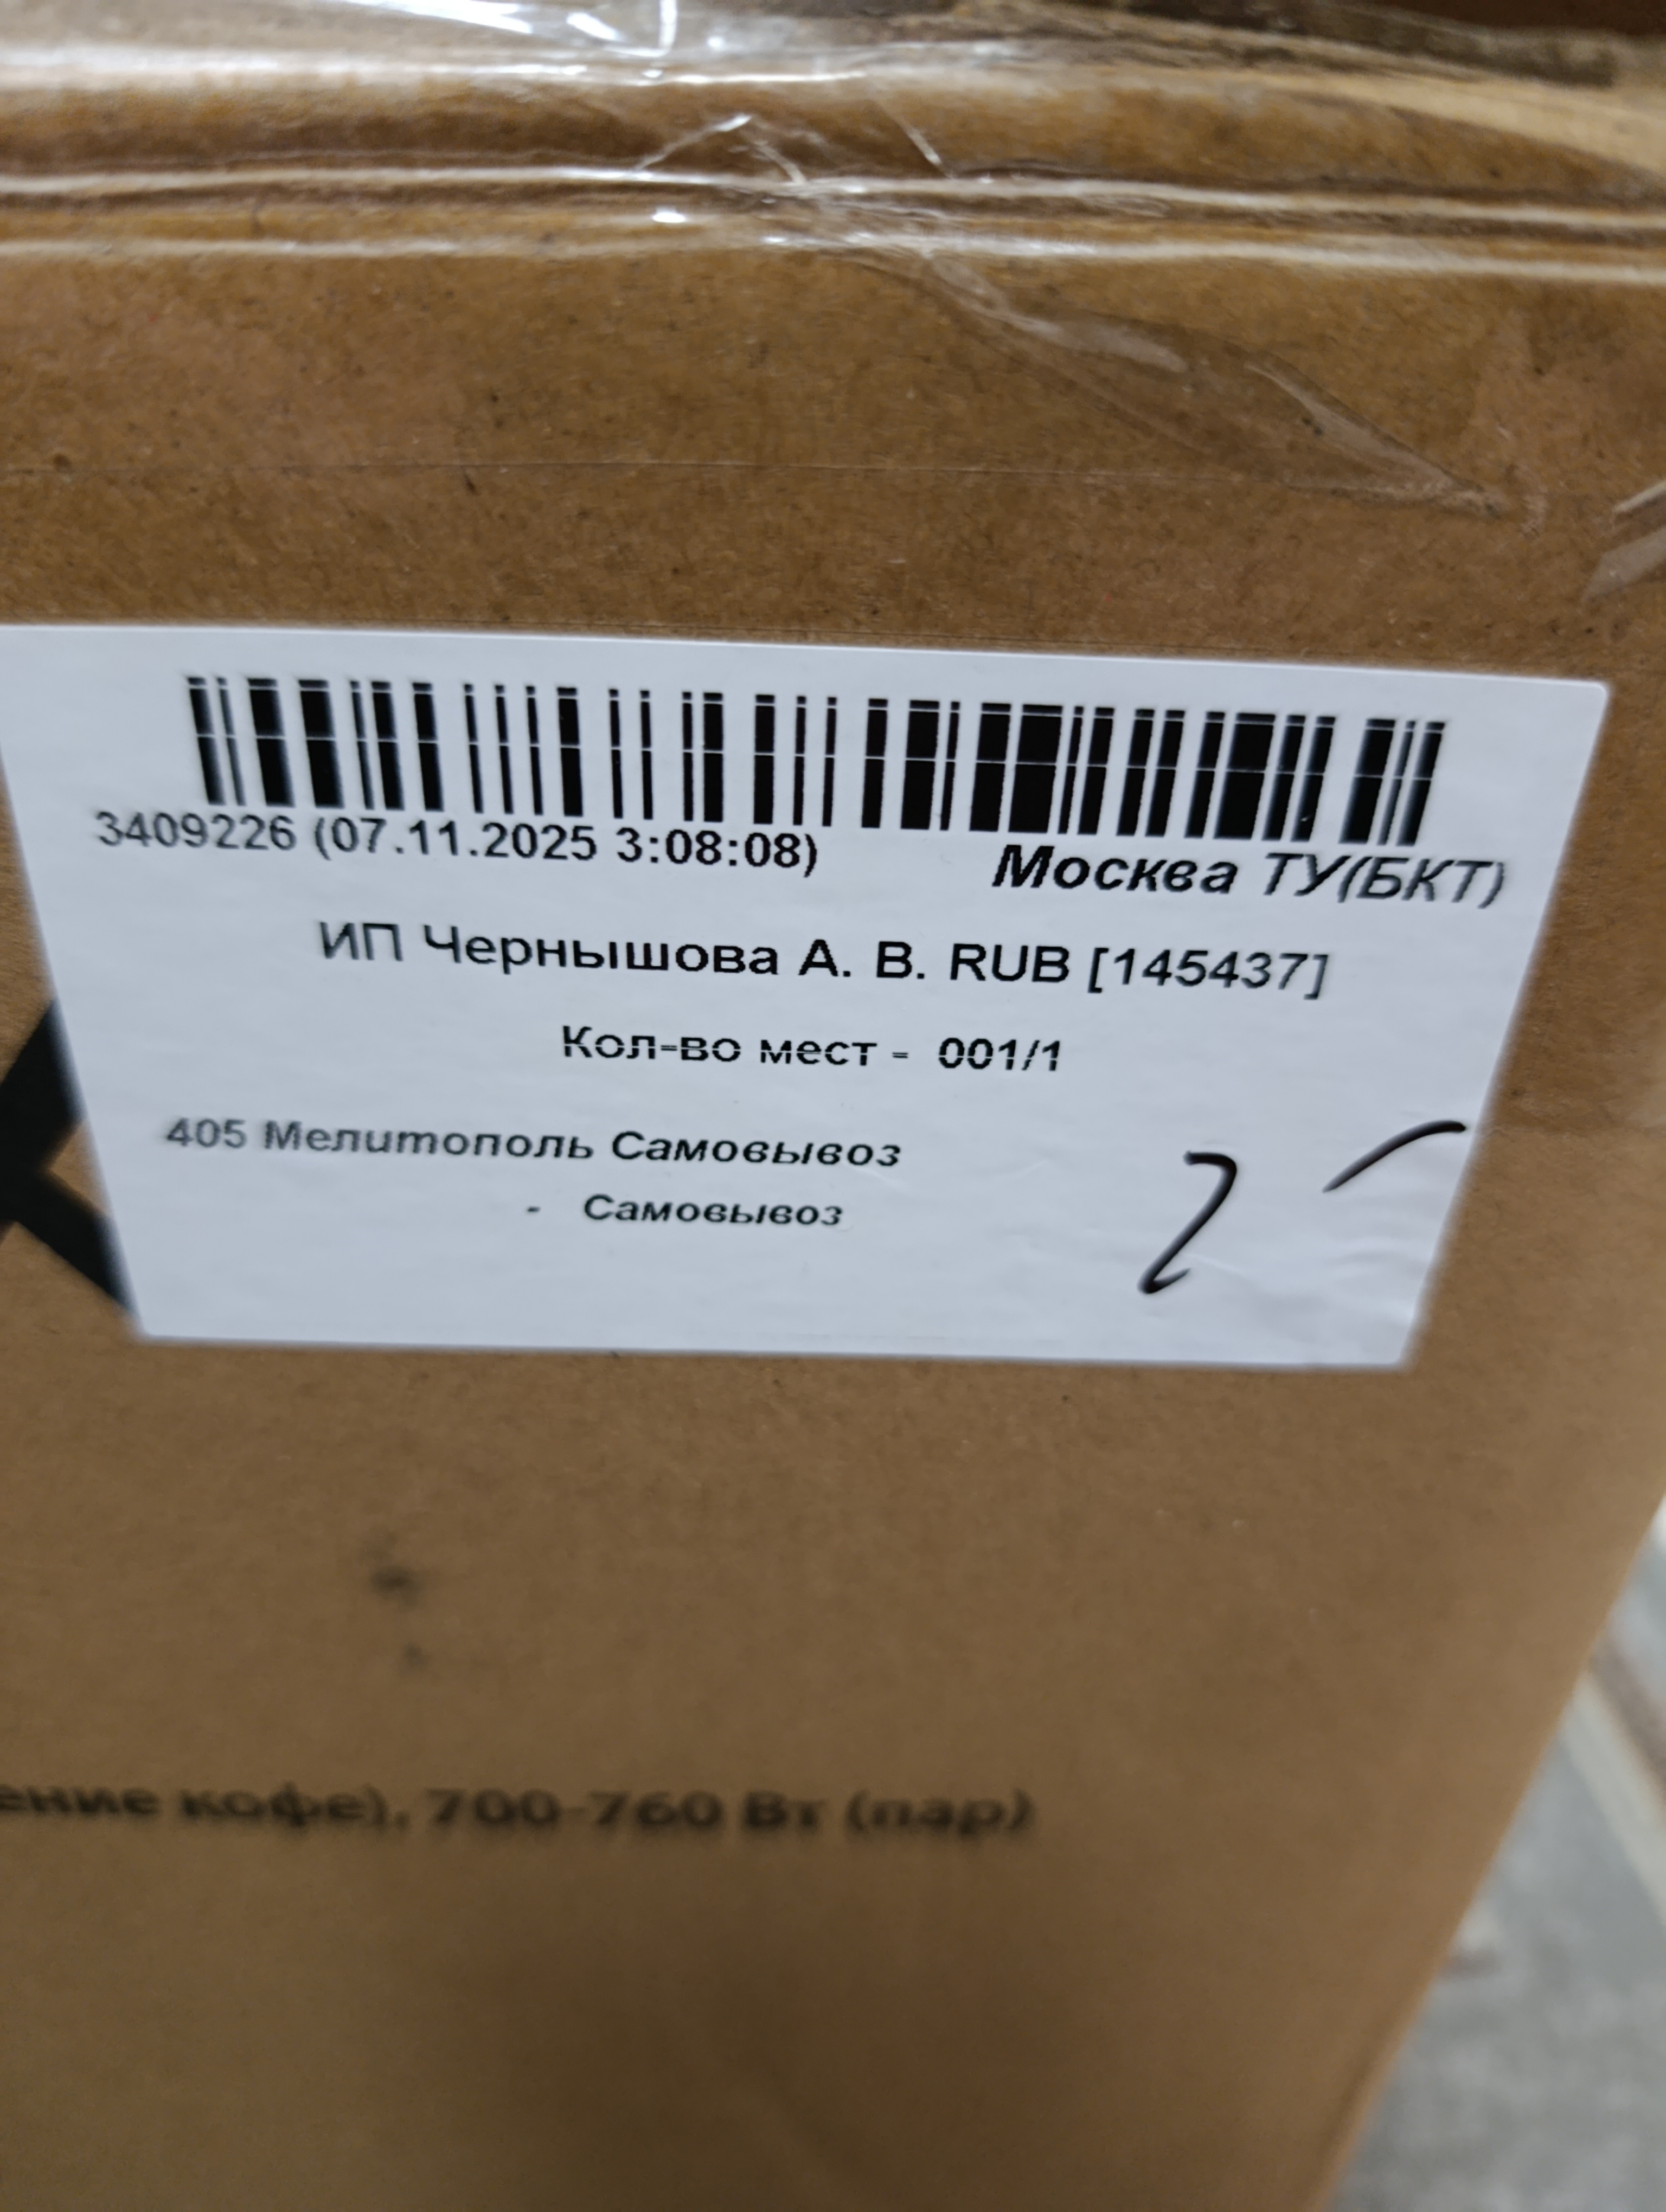 3409226 (07.11.2025 3:08:08)
Москва ТУ(БКТ)
ИП Чернышова А. В. RUB [145437]
Кол-во мест - 001/1
405 Мелитополь Самовывоз
- Самовывоз
2
ение кофе), 700-760 Вт (пар)